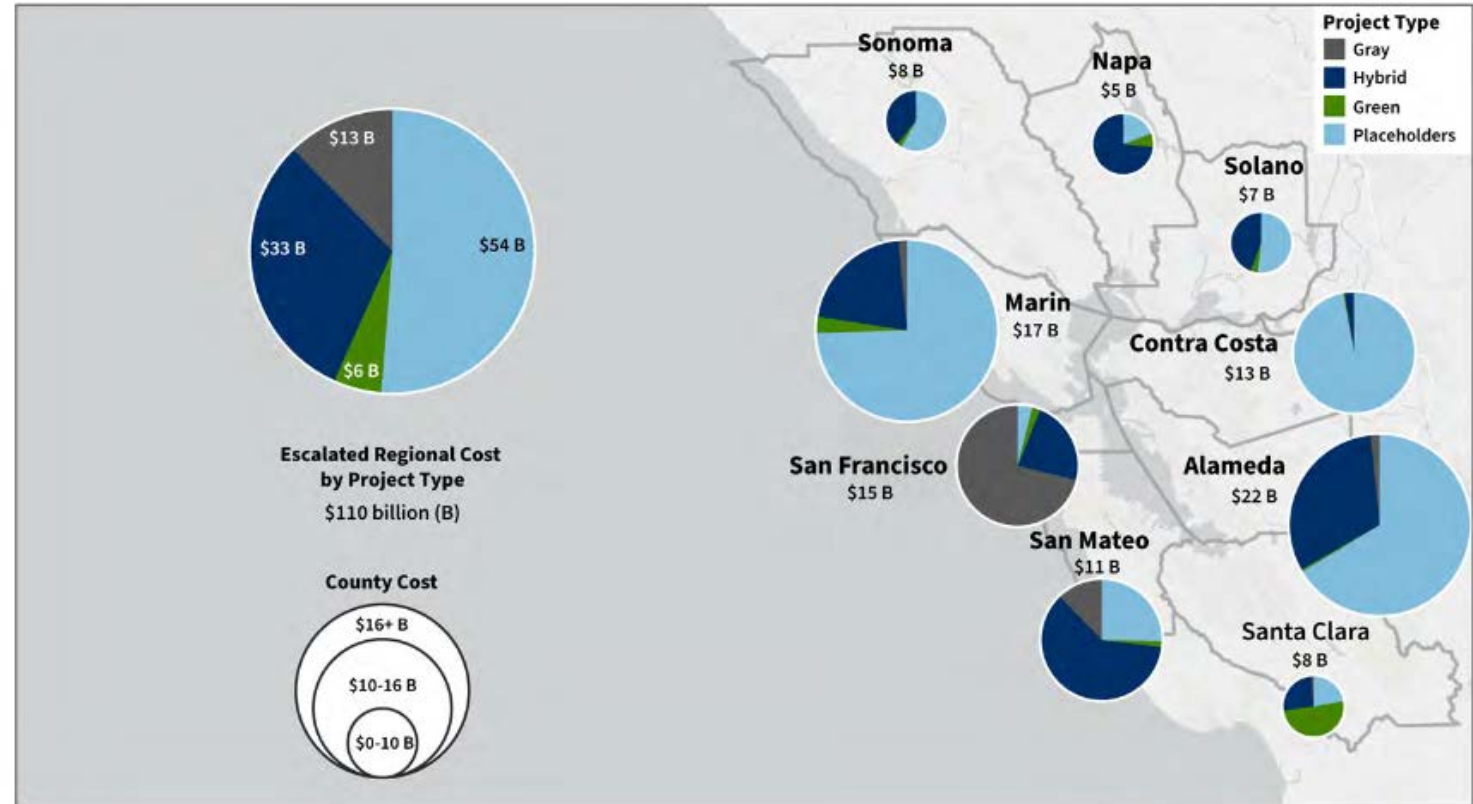 Project Type
Gray
Hybrid
Green
Placeholders
Sonoma
$8 B
Napa
$5 B
Solano
$7 B
Marin
$17 B
Contra Costa
$13 B
San Francisco
$15 B
Alameda
$22 B
San Mateo
$11 B
Santa Clara
$8 B
$13 B
$33 B
$54 B
$6 B
Escalated Regional Cost
by Project Type
$110 billion (B)
County Cost
$16+ B
$10-16 B
$0-10 B